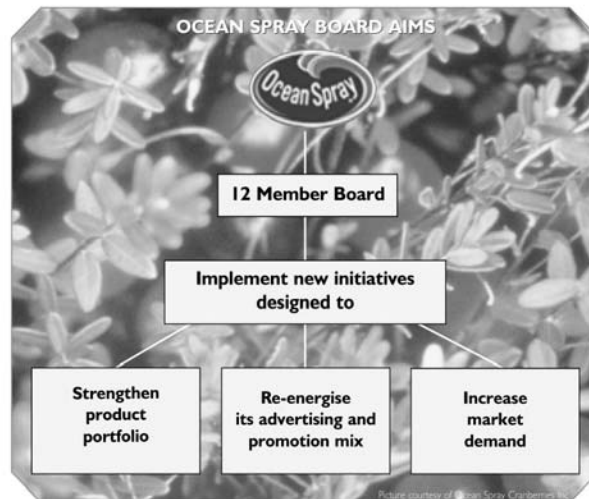 OCEAN SPRAY BOARD AIMS
Ocean Spray
12 Member Board
Implement new initiatives
designed to
Strengthen
product
portfolio
Re-energise
its advertising and
promotion mix
Increase
market
demand
Picture courtesy of Ocean Spray Cranberries Inc